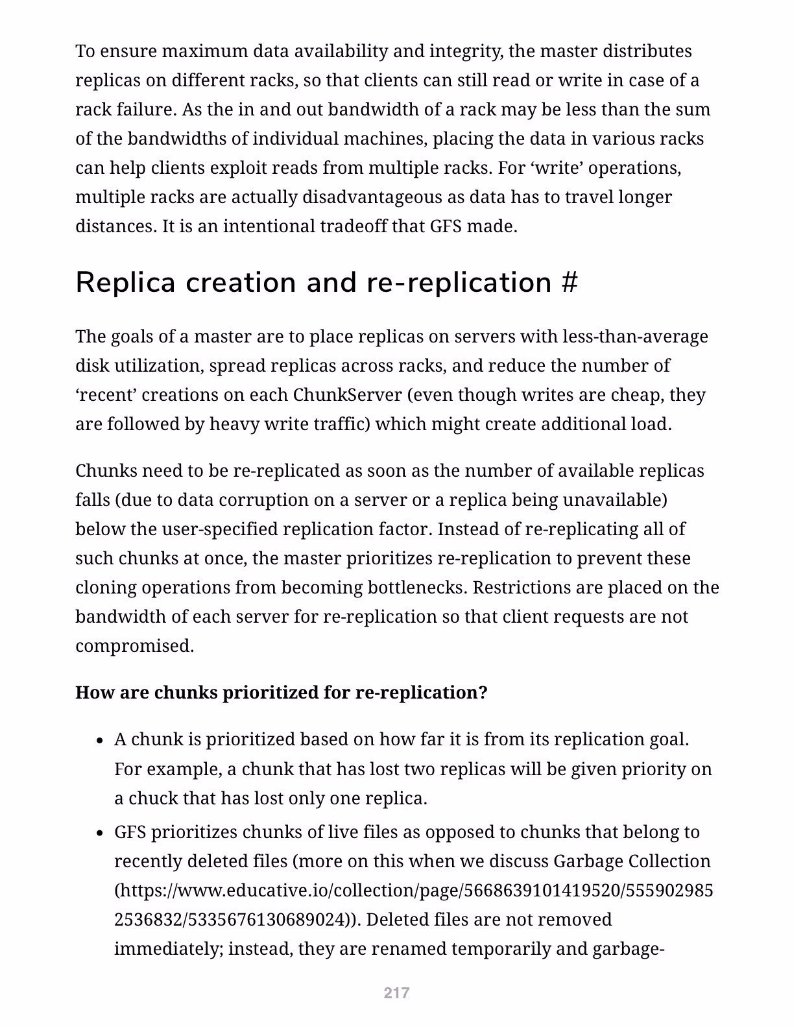 To ensure maximum data availability and integrity, the master distributes
replicas on different racks, so that clients can still read or write in case of a
rack failure. As the in and out bandwidth of a rack may be less than the sum
of the bandwidths of individual machines, placing the data in various racks
can help clients exploit reads from multiple racks. For ‘write’ operations,
multiple racks are actually disadvantageous as data has to travel longer
distances. It is an intentional tradeoff that GFS made.
Replica creation and re-replication #
The goals of a master are to place replicas on servers with less-than-average
disk utilization, spread replicas across racks, and reduce the number of
‘recent’ creations on each ChunkServer (even though writes are cheap, they
are followed by heavy write traffic) which might create additional load.
Chunks need to be re-replicated as soon as the number of available replicas
falls (due to data corruption on a server or a replica being unavailable)
below the user-specified replication factor. Instead of re-replicating all of
such chunks at once, the master prioritizes re-replication to prevent these
cloning operations from becoming bottlenecks. Restrictions are placed on the
bandwidth of each server for re-replication so that client requests are not
compromised.
How are chunks prioritized for re-replication?
• A chunk is prioritized based on how far it is from its replication goal.
For example, a chunk that has lost two replicas will be given priority on
a chuck that has lost only one replica.
• GFS prioritizes chunks of live files as opposed to chunks that belong to
recently deleted files (more on this when we discuss Garbage Collection
(https://www.educative.io/collection/page/5668639101419520/555902985
2536832/5335676130689024)). Deleted files are not removed
immediately; instead, they are renamed temporarily and garbage-
217